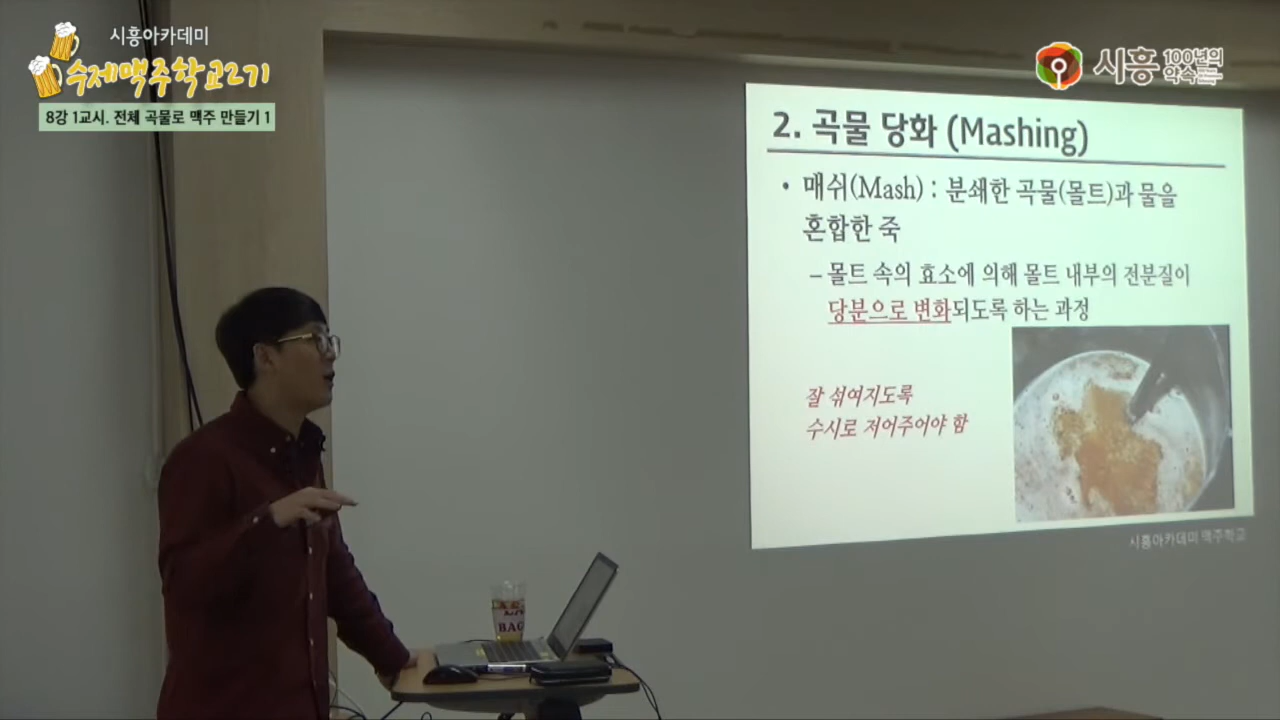 시흥아카데미
수제맥주학교2기
8강 1교시. 전체 곡물로 맥주 만들기 1
시흥 100년의
약속
2. 곡물 당화 (Mashing)
• 매쉬(Mash) : 분쇄한 곡물(몰트)과 물을
혼합한 죽
– 몰트 속의 효소에 의해 몰트 내부의 전분질이
당분으로 변화되도록 하는 과정
잘 섞여지도록
수시로 저어주어야 함
시흥아카데미 맥주학교
BAG